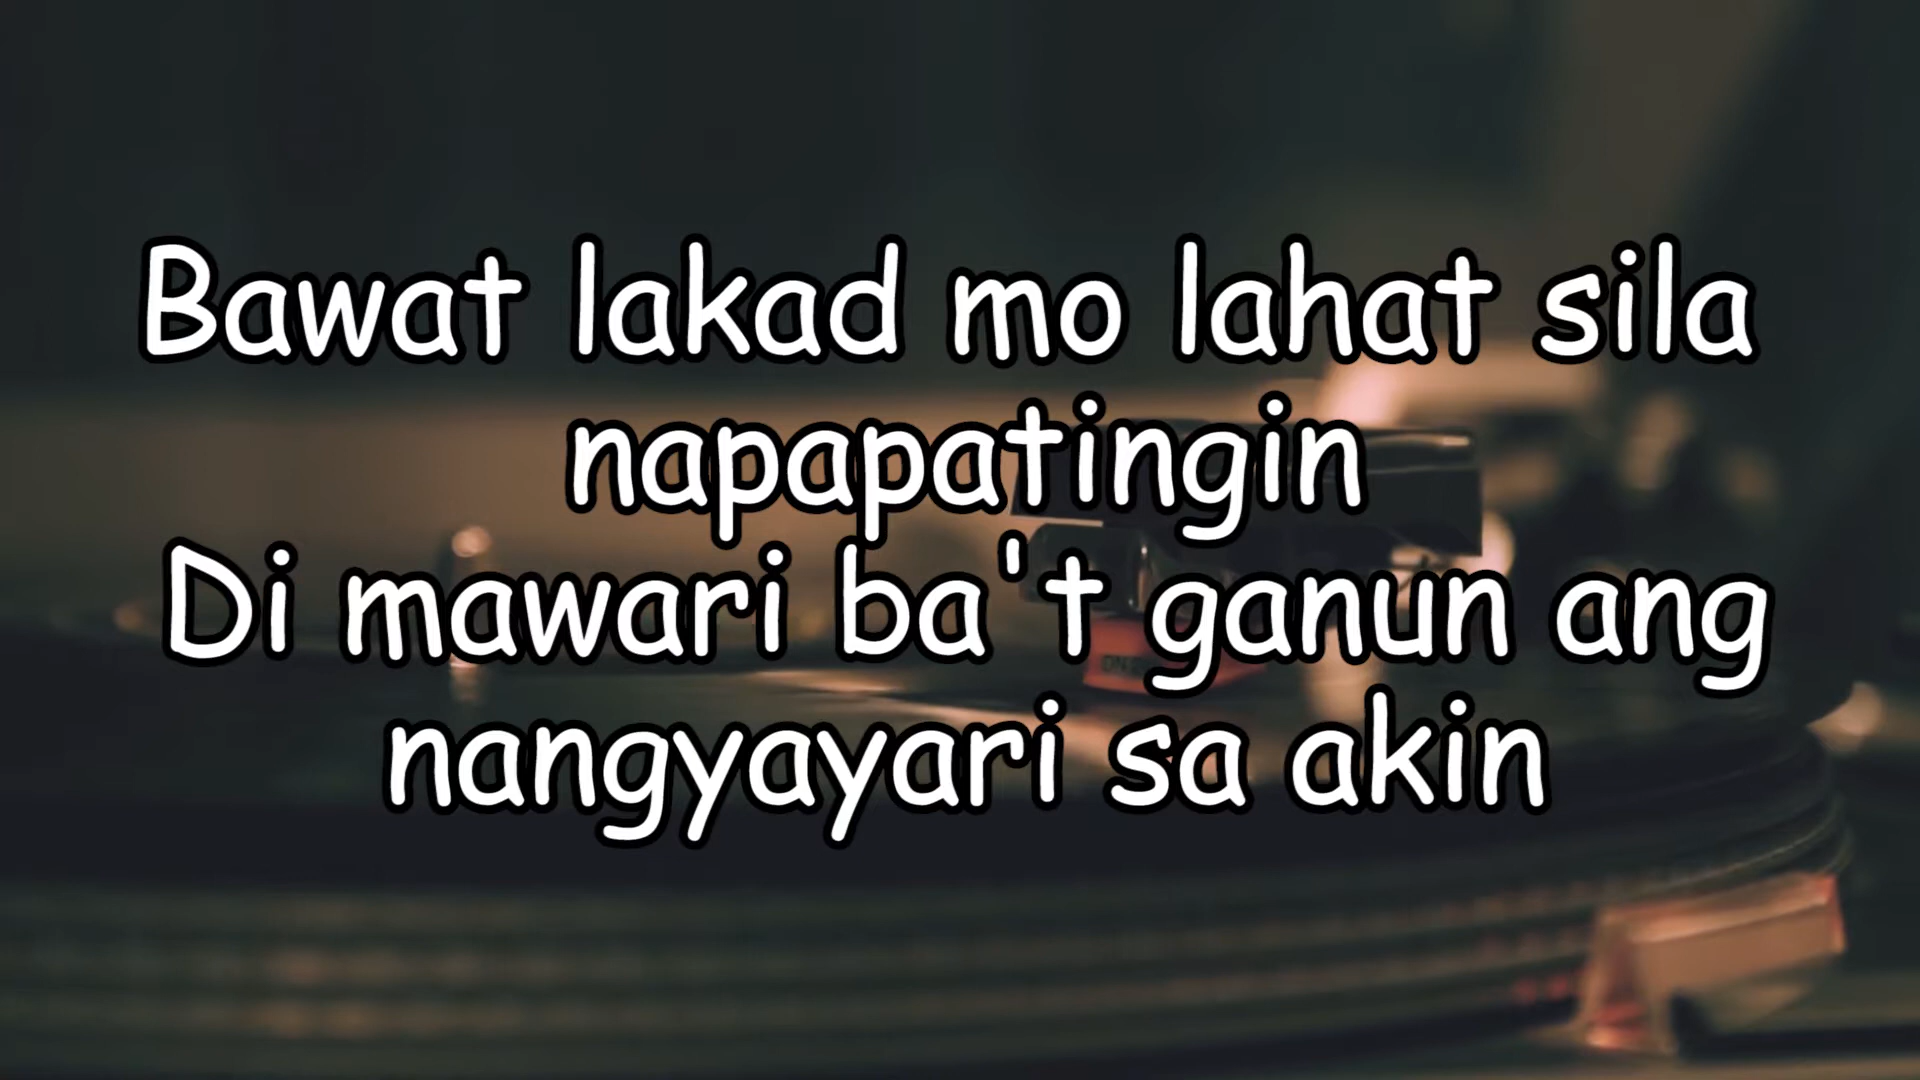 Bawat lakad mo lahat sila
napapatingin
Di mawari ba't ganun ang
nangyayari sa akin